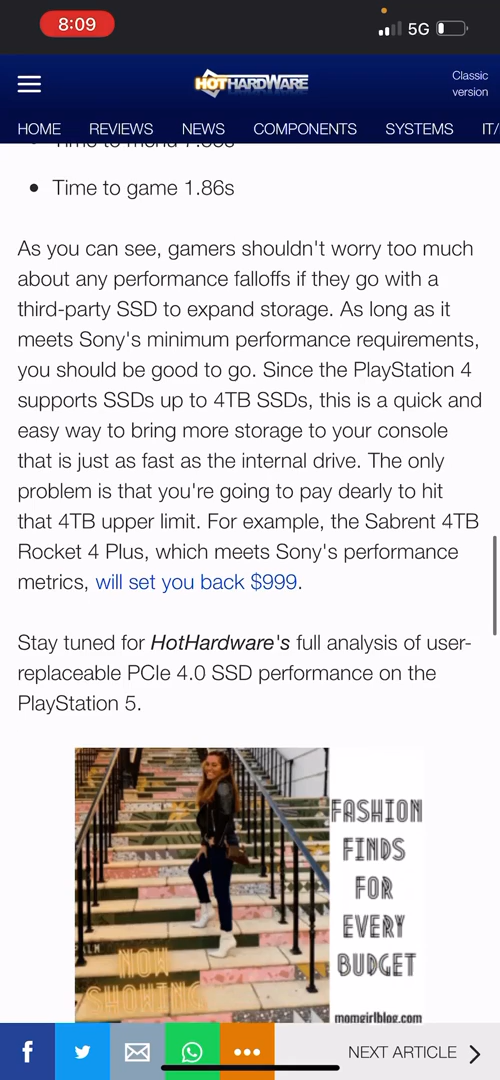 8:09
5G
HOTHARDWARE
Classic
version
HOME REVIEWS NEWS COMPONENTS SYSTEMS IT/
Time to game 1.86s
As you can see, gamers shouldn't worry too much
about any performance falloffs if they go with a
third-party SSD to expand storage. As long as it
meets Sony's minimum performance requirements,
you should be good to go. Since the PlayStation 4
supports SSDs up to 4TB SSDs, this is a quick and
easy way to bring more storage to your console
that is just as fast as the internal drive. The only
problem is that you're going to pay dearly to hit
that 4TB upper limit. For example, the Sabrent 4TB
Rocket 4 Plus, which meets Sony's performance
metrics, will set you back $999.
Stay tuned for HotHardware's full analysis of user-
replaceable PCIe 4.0 SSD performance on the
PlayStation 5.
FASHION
FINDS
FOR
EVERY
BUDGET
PALM
NOW
SHOWING
momgirlblog.com
f
NEXT ARTICLE